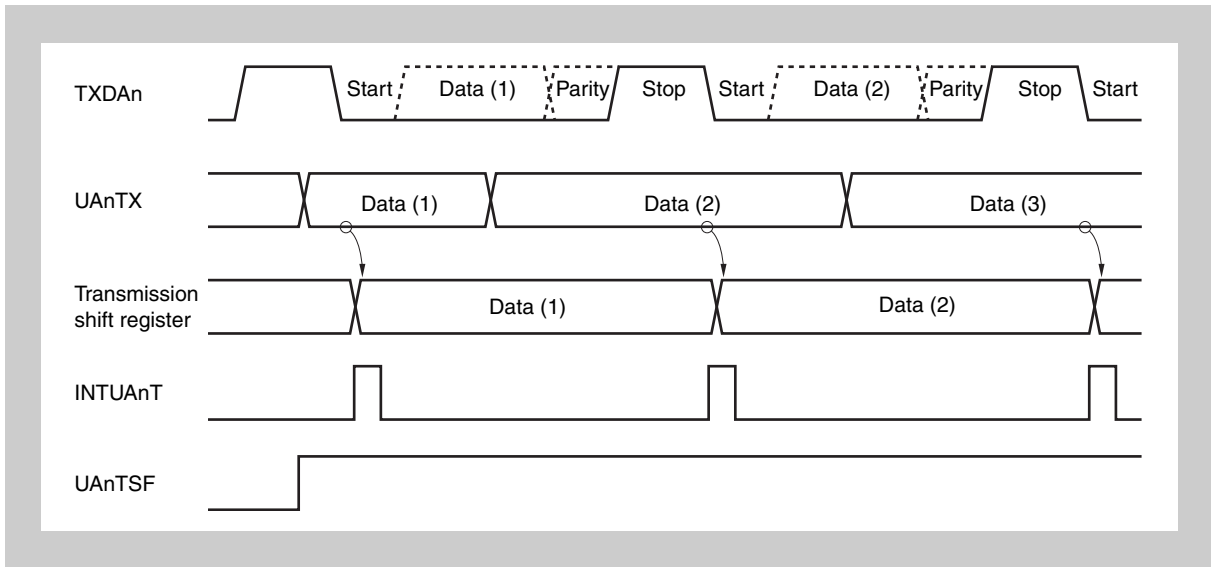 TXDAn
Start Data (1) Parity Stop Start Data (2) Parity Stop Start
UAnTX
Data (1) Data (2) Data (3)
Transmission
shift register
Data (1) Data (2)
INTUAnT
UAnTSF